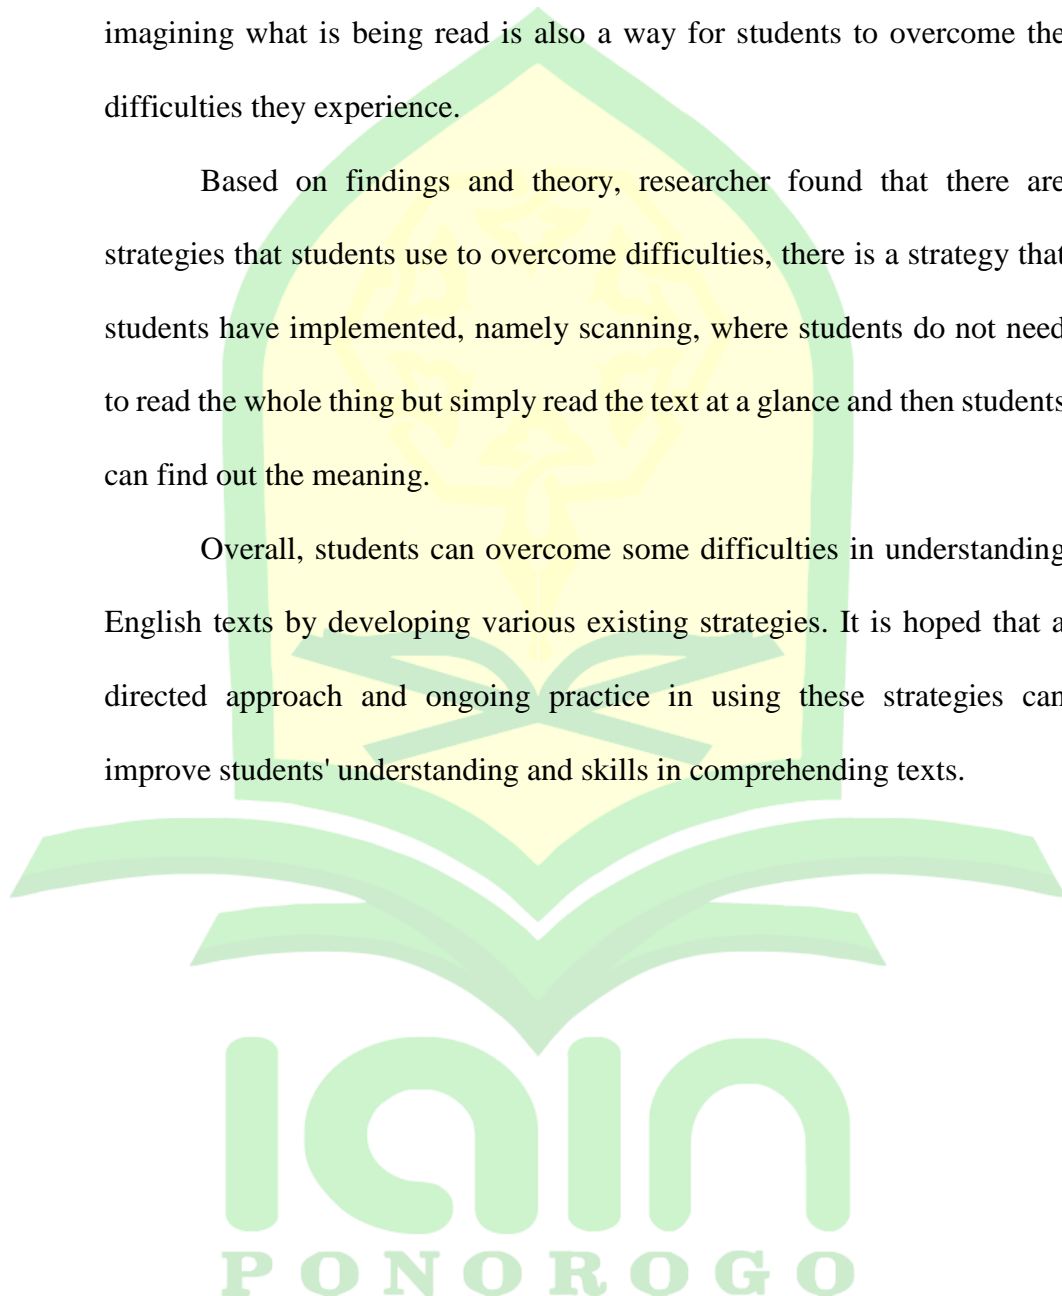 imagining what is being read is also a way for students to overcome the
difficulties they experience.
Based on findings and theory, researcher found that there are
strategies that students use to overcome difficulties, there is a strategy that
students have implemented, namely scanning, where students do not need
to read the whole thing but simply read the text at a glance and then students
can find out the meaning.
Overall, students can overcome some difficulties in understanding
English texts by developing various existing strategies. It is hoped that a
directed approach and ongoing practice in using these strategies can
improve students' understanding and skills in comprehending texts.
iain
PONOROGO